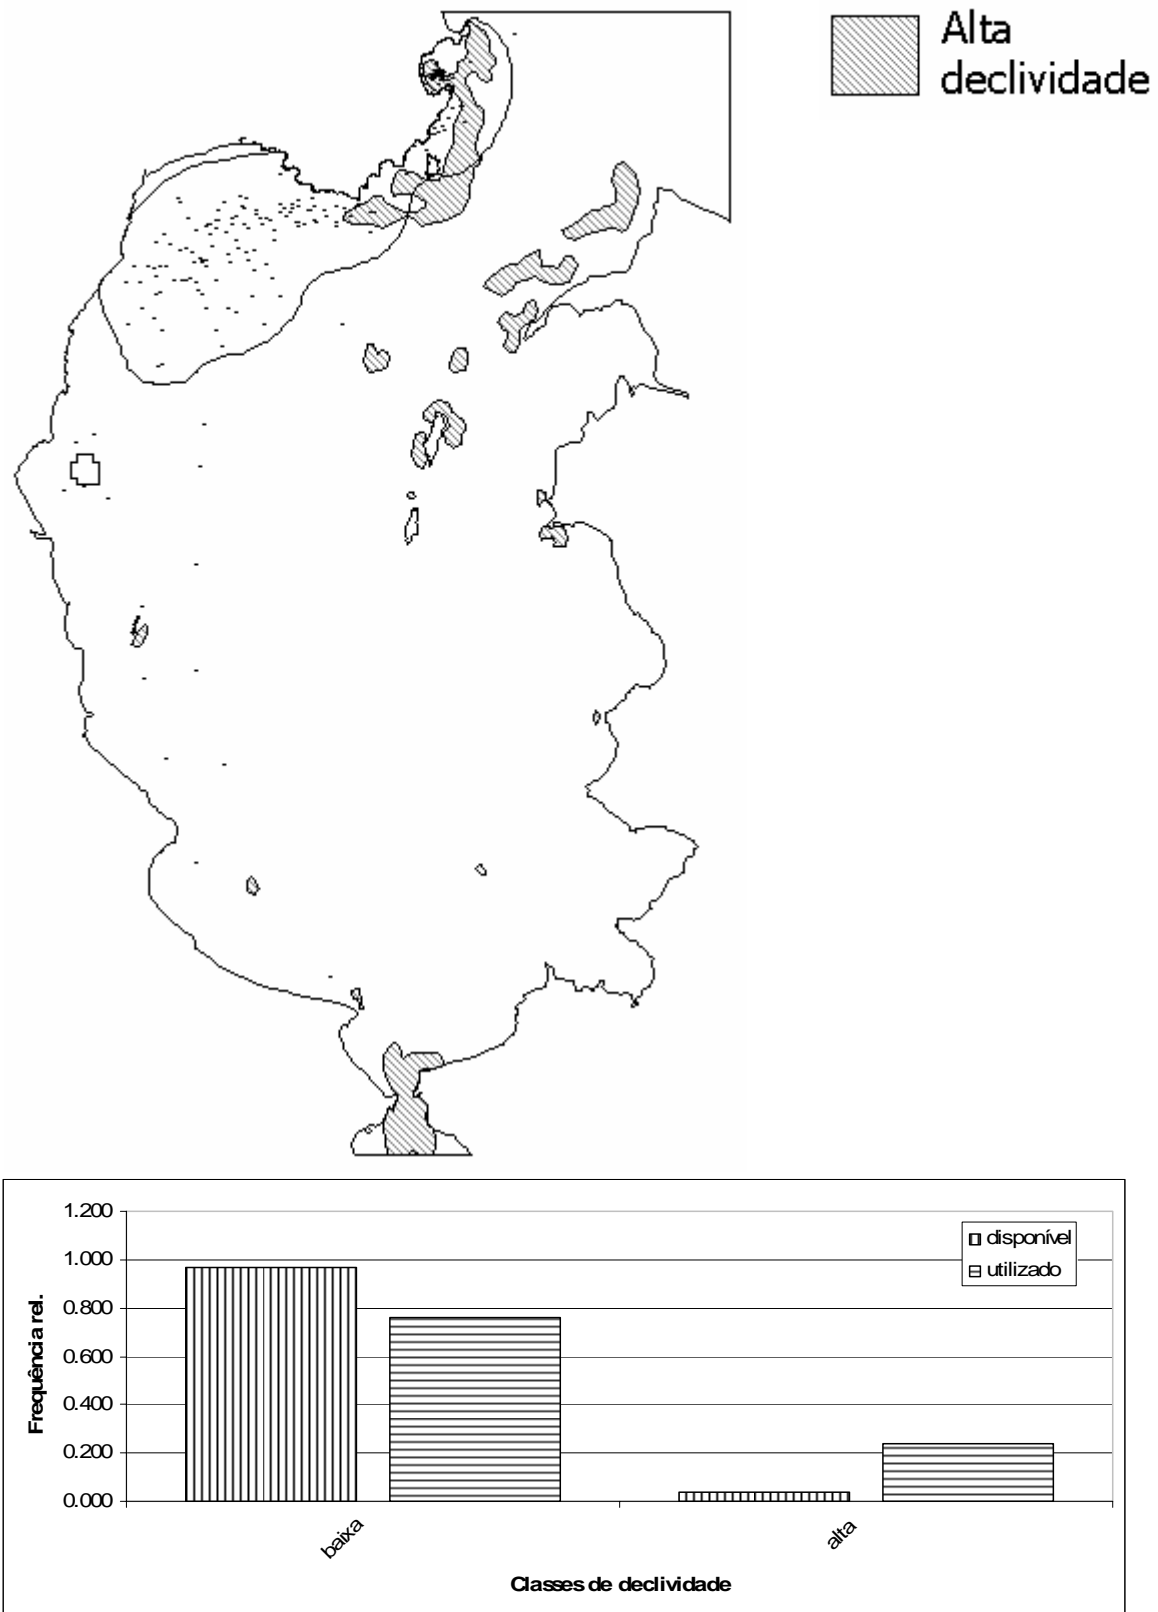 Alta
declividade
1.200
1.000
0.800
0.600
0.400
0.200
0.000
Frequência rel.
disponível
utilizado
baixa
alta
Classes de declividade